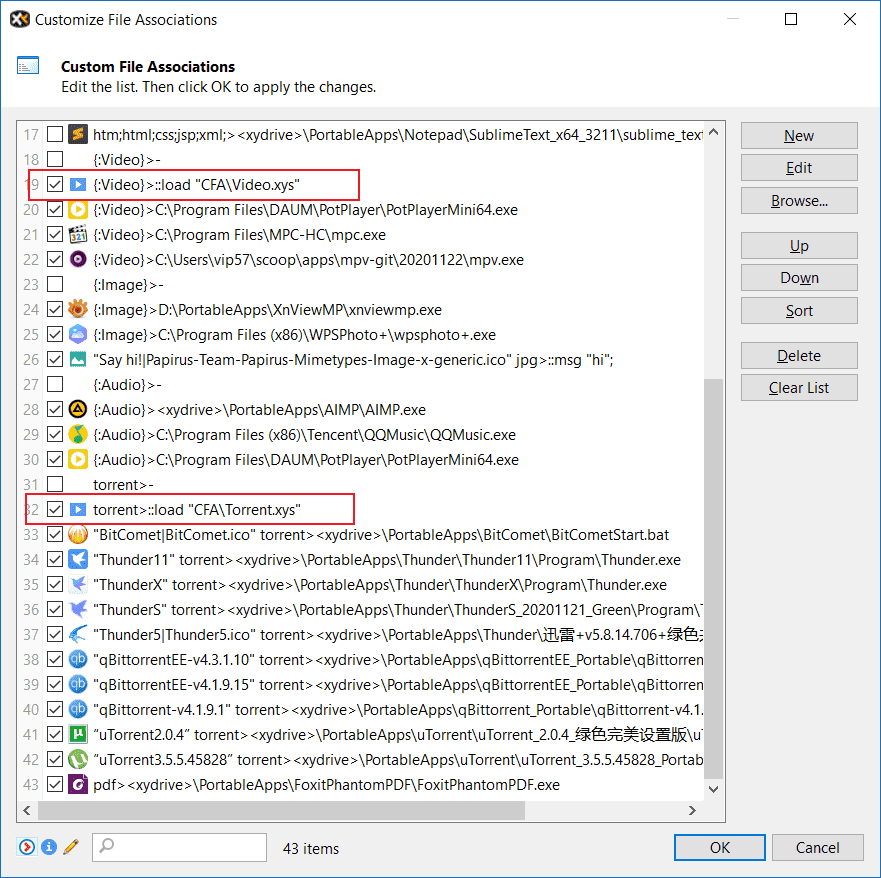 Customize File Associations
Custom File Associations
Edit the list. Then click OK to apply the changes.
17 htm;html;css;jsp;xml;><xydrive>\PortableApps\Notepad\SublimeText_x64_3211\sublime_text
18 {:Video}>-
19 {:Video}>::load "CFA\Video.xys"
20 {:Video}>C:\Program Files\DAUM\PotPlayer\PotPlayerMini64.exe
21 {:Video}>C:\Program Files\MPC-HC\mpc.exe
22 {:Video}>C:\Users\vip57\scoop\apps\mpv-git\20201122\mpv.exe
23 {:Image}>-
24 {:Image}>D:\PortableApps\XnViewMP\xnviewmp.exe
25 {:Image}>C:\Program Files (x86)\WPSPhoto+\wpsphoto+.exe
26 "Say hi!|Papirus-Team-Papirus-Mimetypes-Image-x-generic.ico" jpg>::msg "hi";
27 {:Audio}>-
28 {:Audio}><xydrive>\PortableApps\AIMP\AIMP.exe
29 {:Audio}>C:\Program Files (x86)\Tencent\QQMusic\QQMusic.exe
30 {:Audio}>C:\Program Files\DAUM\PotPlayer\PotPlayerMini64.exe
31 torrent>-
32 torrent>::load "CFA\Torrent.xys"
33 "BitComet|BitComet.ico" torrent><xydrive>\PortableApps\BitComet\BitCometStart.bat
34 "Thunder11" torrent><xydrive>\PortableApps\Thunder\Thunder11\Program\Thunder.exe
35 "ThunderX" torrent><xydrive>\PortableApps\Thunder\ThunderX\Program\Thunder.exe
36 "ThunderS" torrent><xydrive>\PortableApps\Thunder\ThunderS_20201121_Green\Program\
37 "Thunder5|Thunder5.ico" torrent><xydrive>\PortableApps\Thunder\迅雷+v5.8.14.706+绿色
38 "qBittorrentEE-v4.3.1.10" torrent><xydrive>\PortableApps\qBittorrentEE_Portable\qBittorren
39 "qBittorrentEE-v4.1.9.15" torrent><xydrive>\PortableApps\qBittorrentEE_Portable\qBittorren
40 "qBittorrent-v4.1.9.1" torrent><xydrive>\PortableApps\qBittorrent_Portable\qBittorrent-v4.1.
41 "uTorrent2.0.4" torrent><xydrive>\PortableApps\uTorrent\uTorrent_2.0.4_绿色完美设置版\uT
42 "uTorrent3.5.5.45828" torrent><xydrive>\PortableApps\uTorrent\uTorrent_3.5.5.45828_Portab
43 pdf><xydrive>\PortableApps\FoxitPhantomPDF\FoxitPhantomPDF.exe
New
Edit
Browse...
Up
Down
Sort
Delete
Clear List
43 items
OK
Cancel